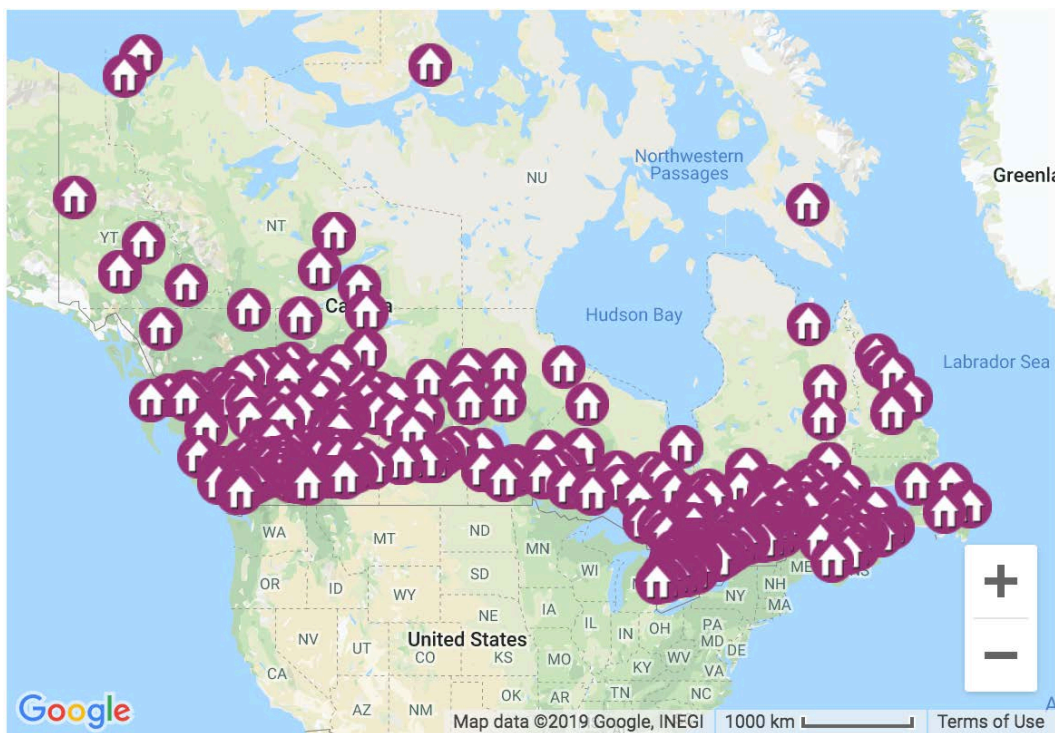 Northwestern
Passages
NU
Greenla
NT
YT
Hudson Bay
Labrador Sea
WA
MT
ND
MN
OR
ID
SD
WI
NH
WY
NY
MA
NE
IA
NV
UT
IL
IN
OH
PA
MD
DE
United States
CO
KS
MO
KY
WV
VA
CA
AZ
NM
OK
AR
TN
NC
Google
Map data ©2019 Google, INEGI
1000 km
Terms of Use